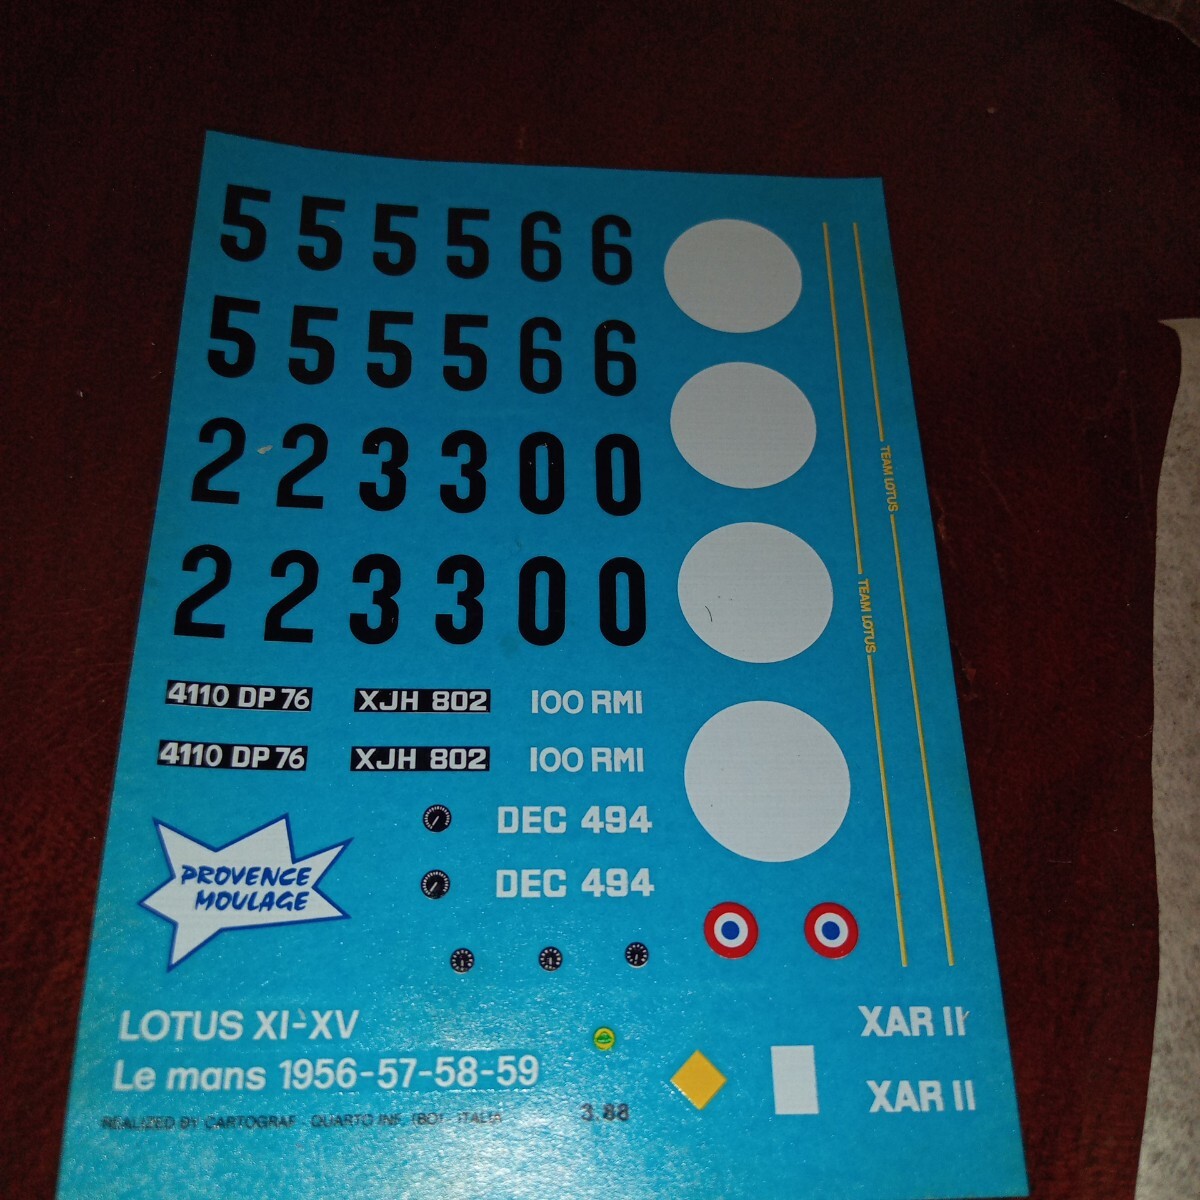 5 5 5 5 6 6
5 5 5 5 6 6
2 2 3 3 0 0
2 2 3 3 0 0
TEAM LOTUS
TEAM LOTUS
4110 DP 76 XJH 802 100 RMI
4110 DP 76 XJH 802 100 RMI
DEC 494
DEC 494
PROVENCE
MOULAGE
LOTUS XI-XV
Le mans 1956-57-58-59
XAR II
XAR II
REALIZED BY CARTOGRAF QUARTO INF. (BO) ITALIA 3.88